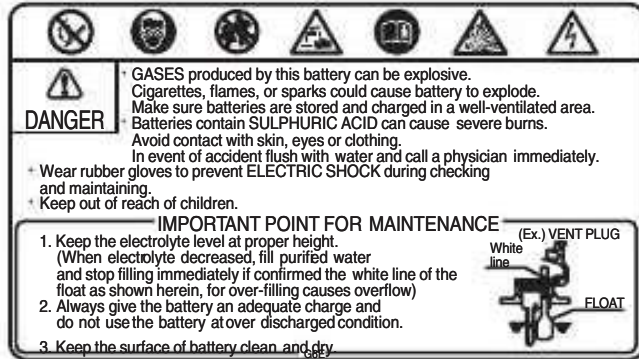 DANGER
GASES produced by this battery can be explosive.
Cigarettes, flames, or sparks could cause battery to explode.
Make sure batteries are stored and charged in a well-ventilated area.
Batteries contain SULPHURIC ACID can cause severe burns.
Avoid contact with skin, eyes or clothing.
In event of accident flush with water and call a physician immediately.
Wear rubber gloves to prevent ELECTRIC SHOCK during checking
and maintaining.
Keep out of reach of children.
IMPORTANT POINT FOR MAINTENANCE
1. Keep the electrolyte level at proper height.
(When electrolyte decreased, fill purified water
and stop filling immediately if confirmed the white line of the
float as shown herein, for over-filling causes overflow)
2. Always give the battery an adequate charge and
do not use the battery at over discharged condition.
3. Keep the surface of battery clean and dry.
(Ex.) VENT PLUG
White
line
FLOAT